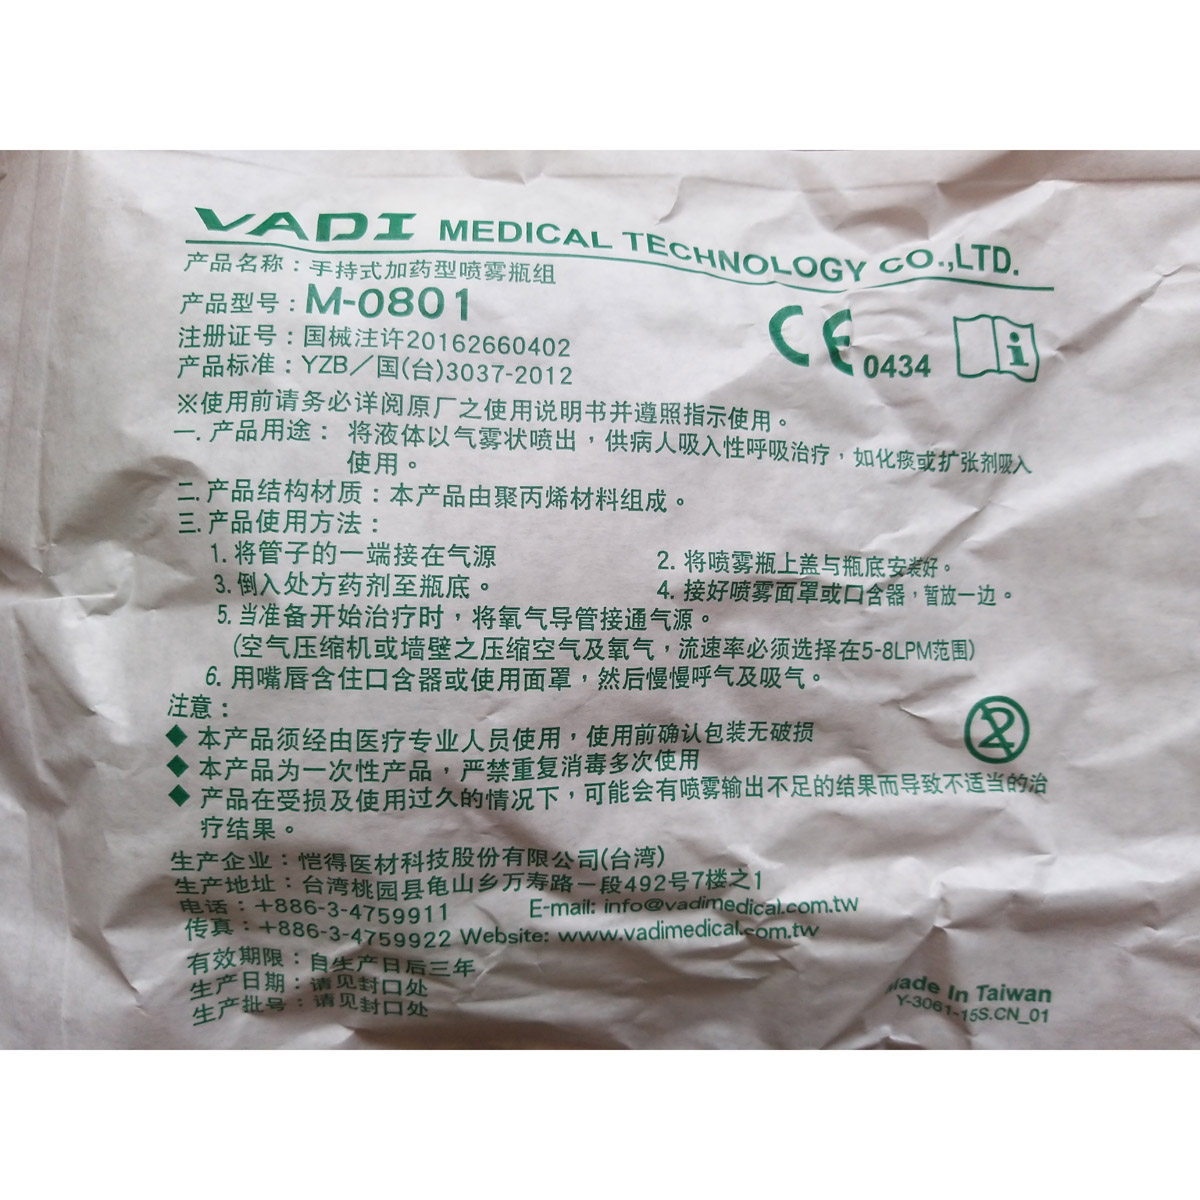 VADI MEDICAL TECHNOLOGY CO.,LTD.
产品名称：手持式加药型喷雾瓶组
产品型号：M-0801
注册证号：国械注许20162660402
产品标准：YZB／国(台)3037-2012
CE 0434
※使用前请务必详阅原厂之使用说明书并遵照指示使用。
一.产品用途：将液体以气雾状喷出，供病人吸入性呼吸治疗，如化痰或扩张剂吸入
使用。
二.产品结构材质：本产品由聚丙烯材料组成。
三.产品使用方法：
1.将管子的一端接在气源 2.将喷雾瓶上盖与瓶底安装好。
3.倒入处方药剂至瓶底。 4.接好喷雾面罩或口含器，暂放一边。
5.当准备开始治疗时，将氧气导管接通气源。
(空气压缩机或墙壁之压缩空气及氧气，流速率必须选择在5-8LPM范围)
6.用嘴唇含住口含器或使用面罩，然后慢慢呼气及吸气。
注意：
◆本产品须经由医疗专业人员使用，使用前确认包装无破损
◆本产品为一次性产品，严禁重复消毒多次使用
◆产品在受损及使用过久的情况下，可能会有喷雾输出不足的结果而导致不适当的治
疗结果。
2
生产企业：恺得医材科技股份有限公司(台湾)
生产地址：台湾桃园县龟山乡万寿路一段492号7楼之1
电话：+886-3-4759911 E-mail: info@vadimedical.com.tw
传真：+886-3-4759922 Website: www.vadimedical.com.tw
有效期限：自生产日后三年
生产日期：请见封口处
生产批号：请见封口处
Made In Taiwan
Y-3061-15S.CN_01